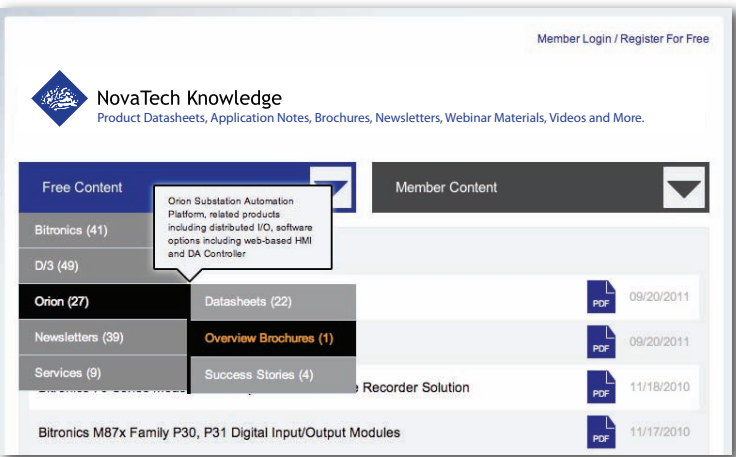 Member Login / Register For Free
NovaTech Knowledge
Product Datasheets, Application Notes, Brochures, Newsletters, Webinar Materials, Videos and More.
Free Content
Member Content
Orion Substation Automation
Platform, related products
including distributed I/O, software
options including web-based HMI
and DA Controller
Bitronics (41)
D/3 (49)
Orion (27)
Datasheets (22)
PDF
09/20/2011
Newsletters (39)
Overview Brochures (1)
PDF
09/20/2011
Services (9)
Success Stories (4)
Recorder Solution
PDF
11/18/2010
Bitronics M87x Family P30, P31 Digital Input/Output Modules
PDF
11/17/2010